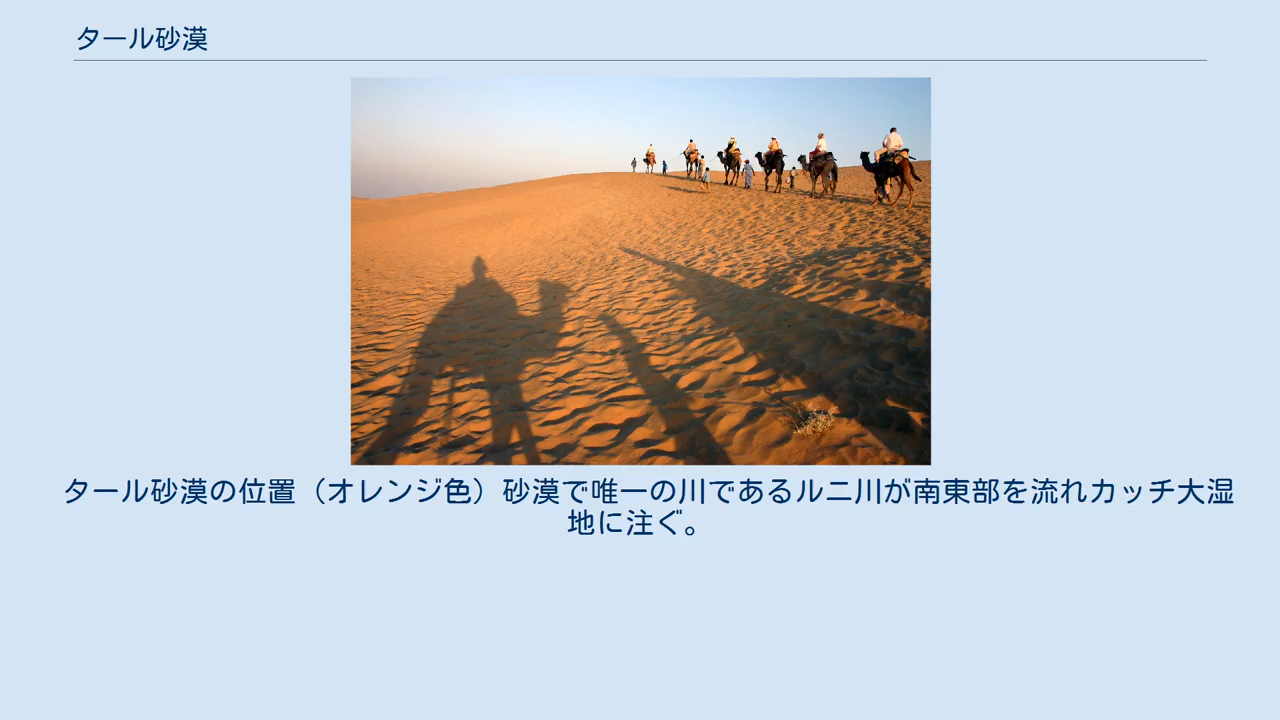 タール砂漠
タール砂漠の位置（オレンジ色）砂漠で唯一の川であるルニ川が南東部を流れカッチ大湿
地に注ぐ。